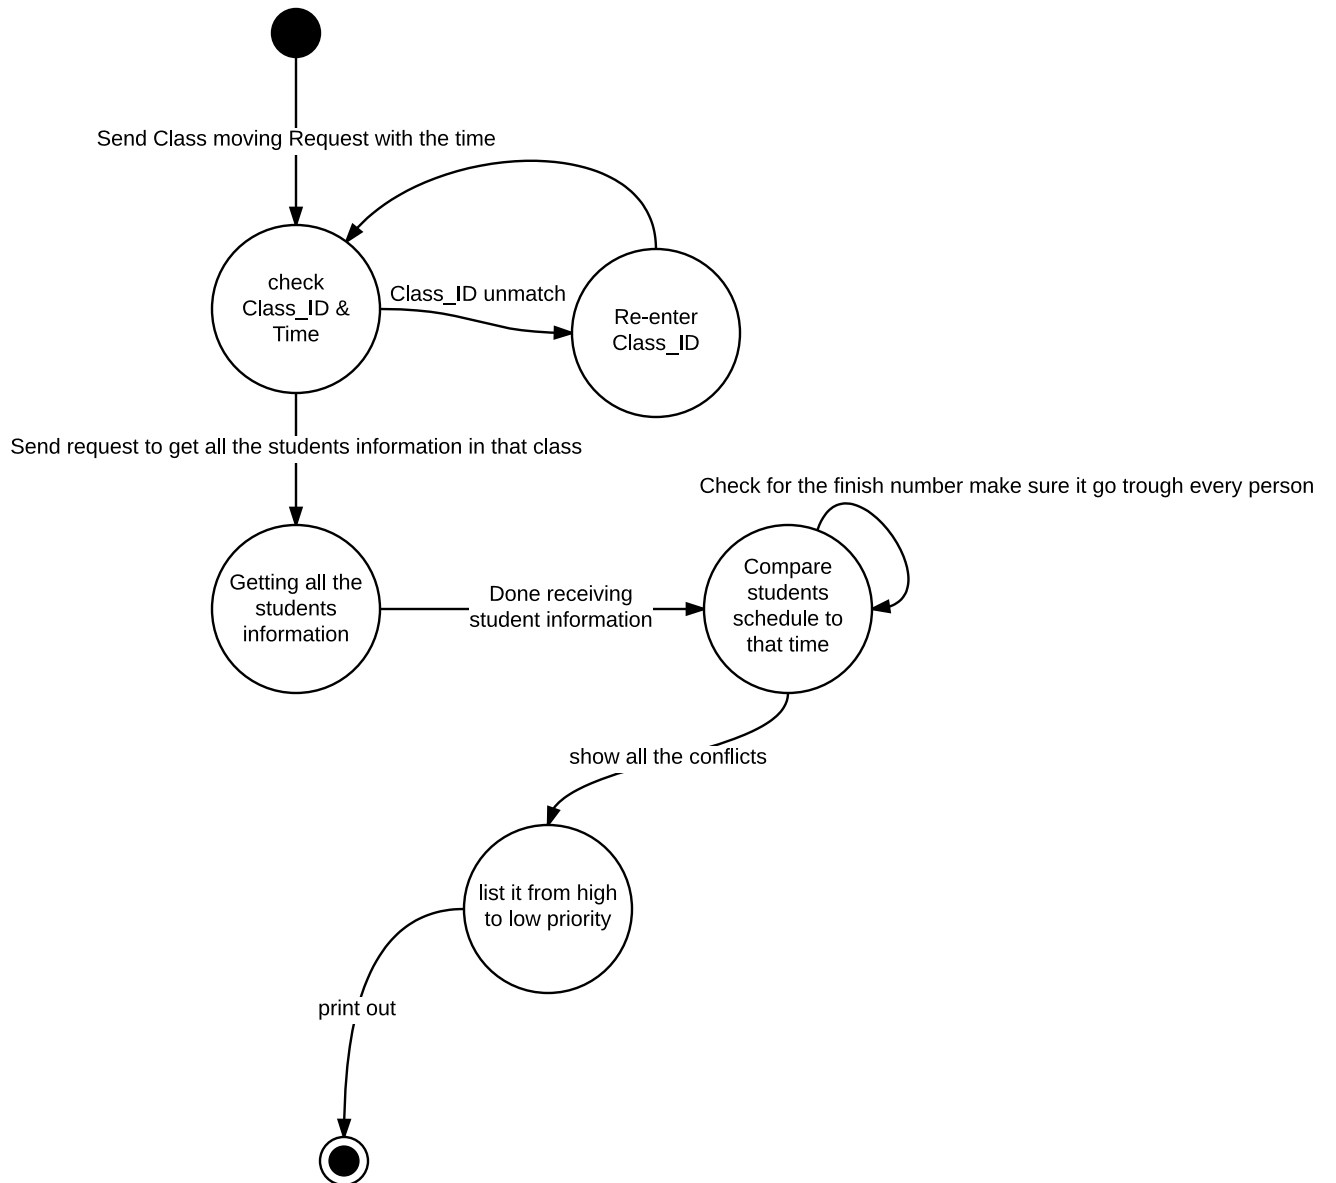 Send Class moving Request with the time
check
Class_ID &
Time
Class_ID unmatch
Re-enter
Class_ID
Send request to get all the students information in that class
Check for the finish number make sure it go trough every person
Getting all the
students
information
Done receiving
student information
Compare
students
schedule to
that time
show all the conflicts
list it from high
to low priority
print out